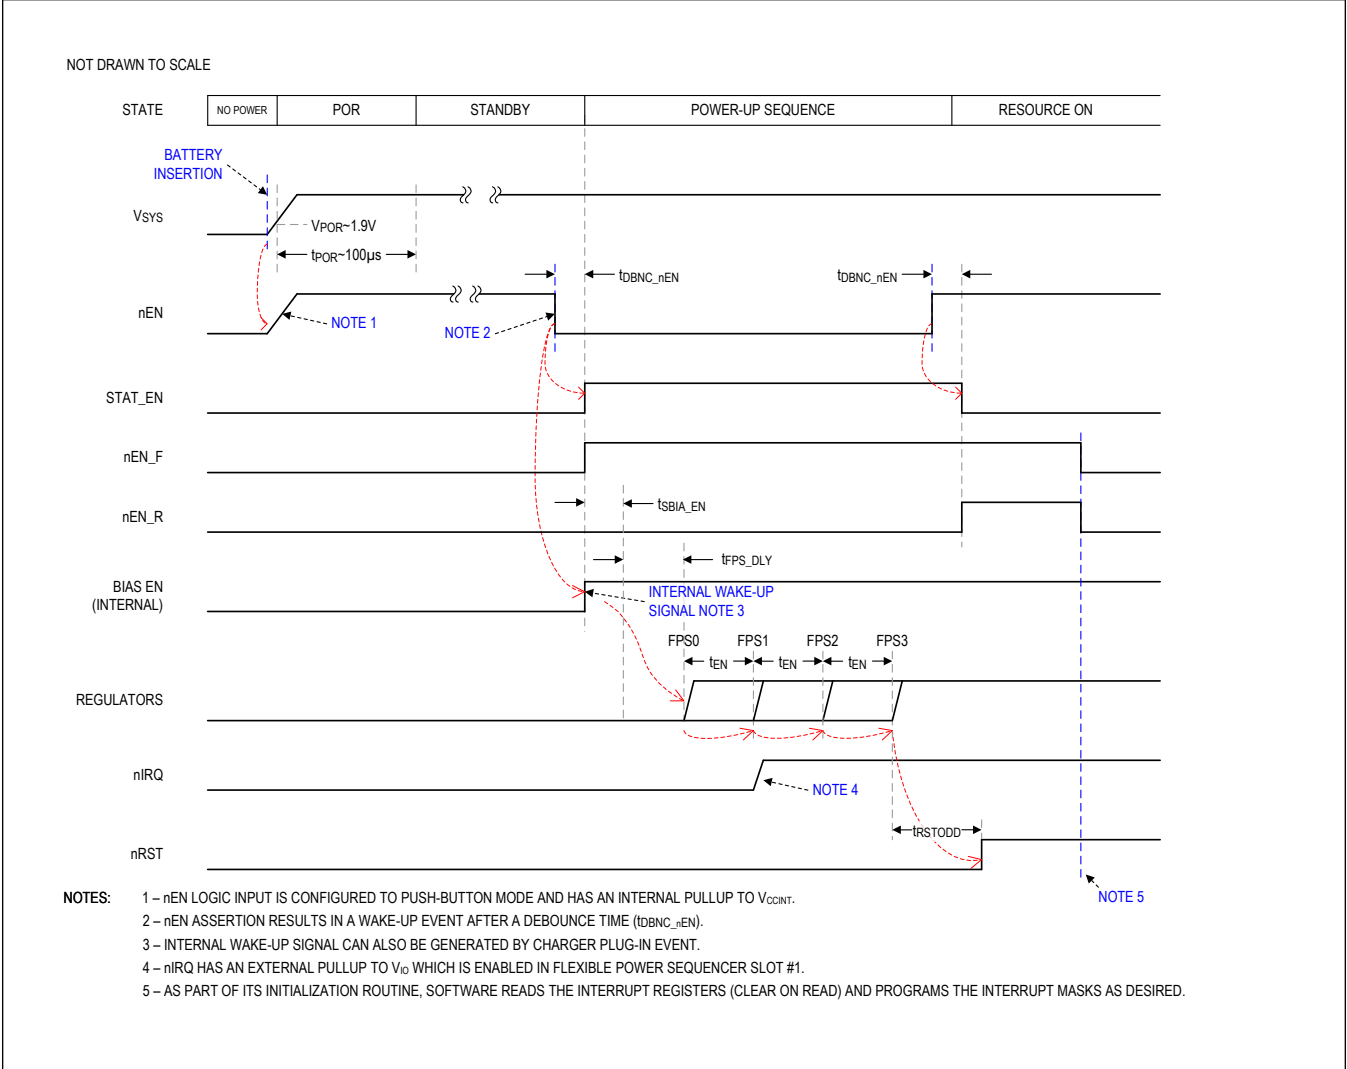 NOT DRAWN TO SCALE
STATE NO POWER POR STANDBY POWER-UP SEQUENCE RESOURCE ON
BATTERY
INSERTION
VSYS
VPOR~1.9V
tPOR~100µs
tDBNC_nEN tDBNC_nEN
nEN
NOTE 1 NOTE 2
STAT_EN
nEN_F
nEN_R
tSBIA_EN
tFPS_DLY
BIAS EN
(INTERNAL)
INTERNAL WAKE-UP
SIGNAL NOTE 3
FPS0 FPS1 FPS2 FPS3
tEN tEN tEN
REGULATORS
nIRQ
NOTE 4
tRSTODD
nRST
NOTE 5
NOTES: 1 – nEN LOGIC INPUT IS CONFIGURED TO PUSH-BUTTON MODE AND HAS AN INTERNAL PULLUP TO VCCINT.
2 – nEN ASSERTION RESULTS IN A WAKE-UP EVENT AFTER A DEBOUNCE TIME (tDBNC_nEN).
3 – INTERNAL WAKE-UP SIGNAL CAN ALSO BE GENERATED BY CHARGER PLUG-IN EVENT.
4 – nIRQ HAS AN EXTERNAL PULLUP TO VIO WHICH IS ENABLED IN FLEXIBLE POWER SEQUENCER SLOT #1.
5 – AS PART OF ITS INITIALIZATION ROUTINE, SOFTWARE READS THE INTERRUPT REGISTERS (CLEAR ON READ) AND PROGRAMS THE INTERRUPT MASKS AS DESIRED.